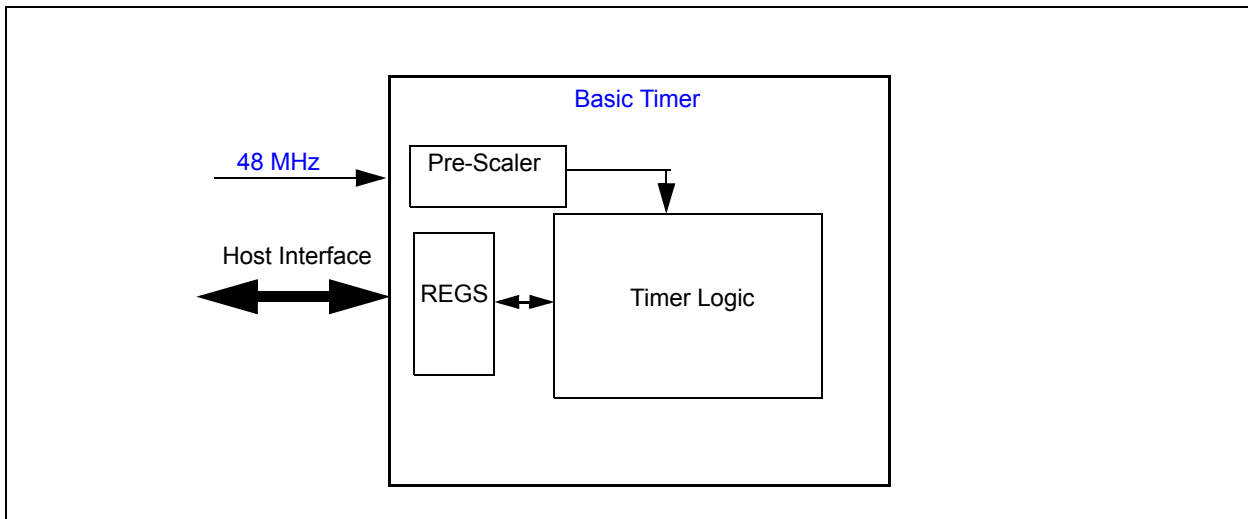 Basic Timer
48 MHz
Pre-Scaler
Host Interface
REGS
Timer Logic